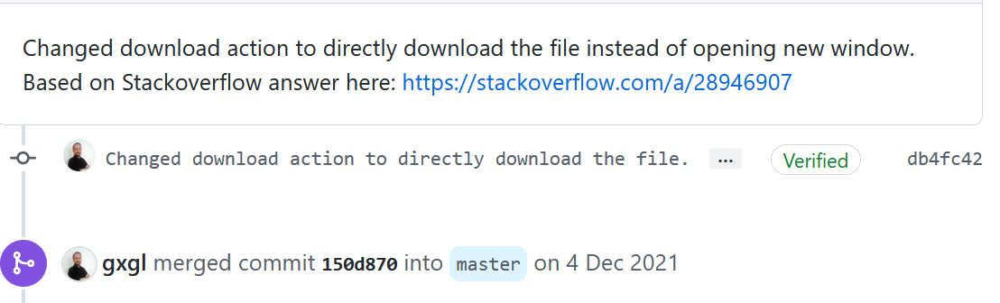 Changed download action to directly download the file instead of opening new window.
Based on Stackoverflow answer here: https://stackoverflow.com/a/28946907
Changed download action to directly download the file. ... Verified db4fc42
gxgl merged commit 150d870 into master on 4 Dec 2021